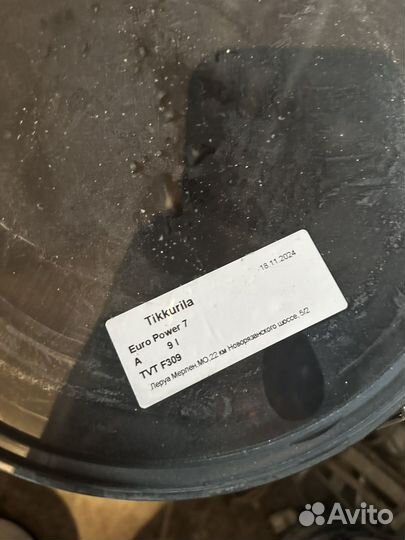 Tikkurila
18.11.2024
Euro Power 7
A 9 l
TVT F309
Леруа Мерлен,МО,22 км Новорязанского шоссе, 5/2
Avito